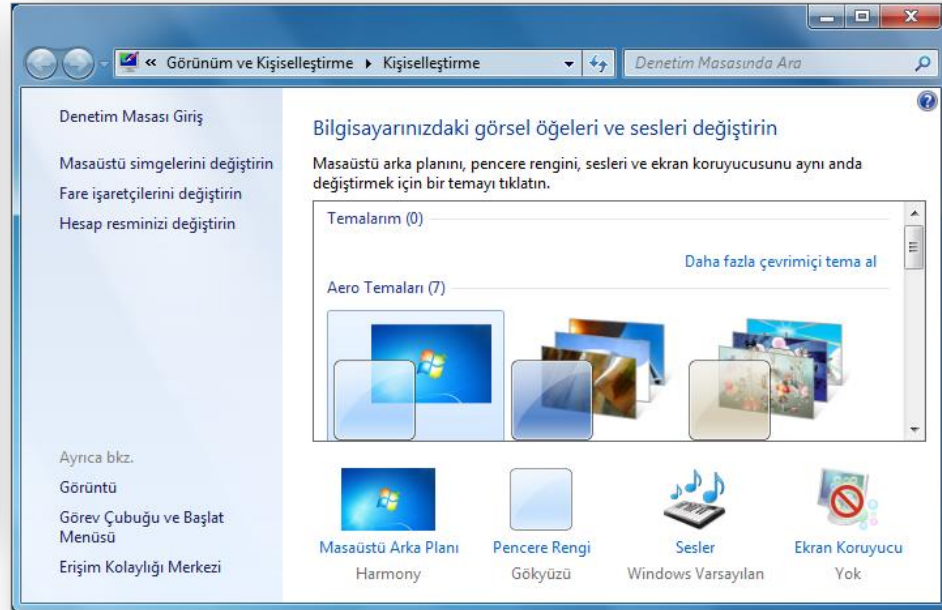 « Görünüm ve Kişiselleştirme ▸ Kişiselleştirme
Denetim Masasında Ara
Denetim Masası Giriş
Masaüstü simgelerini değiştirin
Fare işaretçilerini değiştirin
Hesap resminizi değiştirin
Ayrıca bkz.
Görüntü
Görev Çubuğu ve Başlat
Menüsü
Erişim Kolaylığı Merkezi
Bilgisayarınızdaki görsel öğeleri ve sesleri değiştirin
Masaüstü arka planını, pencere rengini, sesleri ve ekran koruyucusunu aynı anda
değiştirmek için bir temayı tıklatın.
Temalarım (0)
Daha fazla çevrimiçi tema al
Aero Temaları (7)
Masaüstü Arka Planı
Harmony
Pencere Rengi
Gökyüzü
Sesler
Windows Varsayılan
Ekran Koruyucu
Yok